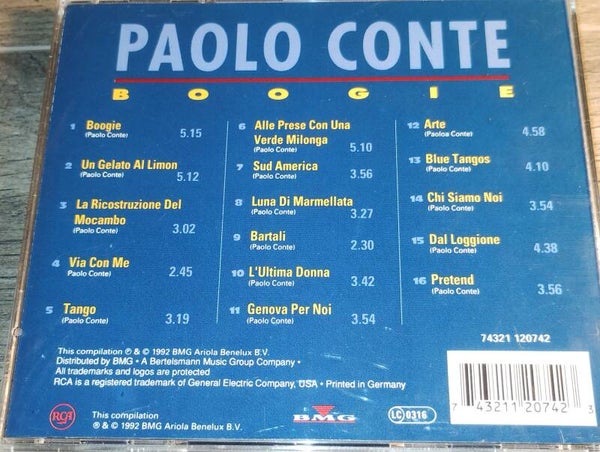 PAOLO CONTE
BOOGIE
1 Boogie
(Paolo Conte) 5.15
2 Un Gelato Al Limon
(Paolo Conte) 5.12
3 La Ricostruzione Del
Mocambo
(Paolo Conte) 3.02
4 Via Con Me
(Paolo Conte) 2.45
5 Tango
(Paolo Conte) 3.19
6 Alle Prese Con Una
Verde Milonga
(Paolo Conte) 5.10
7 Sud America
(Paolo Conte) 3.56
8 Luna Di Marmellata
(Paolo Conte) 3.27
9 Bartali
(Paolo Conte) 2.30
10 L'Ultima Donna
(Paolo Conte) 3.42
11 Genova Per Noi
(Paolo Conte) 3.54
12 Arte
(Paoloa Conte) 4.58
13 Blue Tangos
(Paolo Conte) 4.10
14 Chi Siamo Noi
(Paolo Conte) 3.54
15 Dal Loggione
(Paolo Conte) 4.38
16 Pretend
(Paolo Conte) 3.56
74321 120742
This compilation ℗ & © 1992 BMG Ariola Benelux B.V.
Distributed by BMG • A Bertelsmann Music Group Company •
All trademarks and logos are protected
RCA is a registered trademark of General Electric Company, USA • Printed in Germany
RCA
This compilation
℗ & © 1992 BMG Ariola Benelux B.V.
BMG
LC 0316
7 43211 20742 3